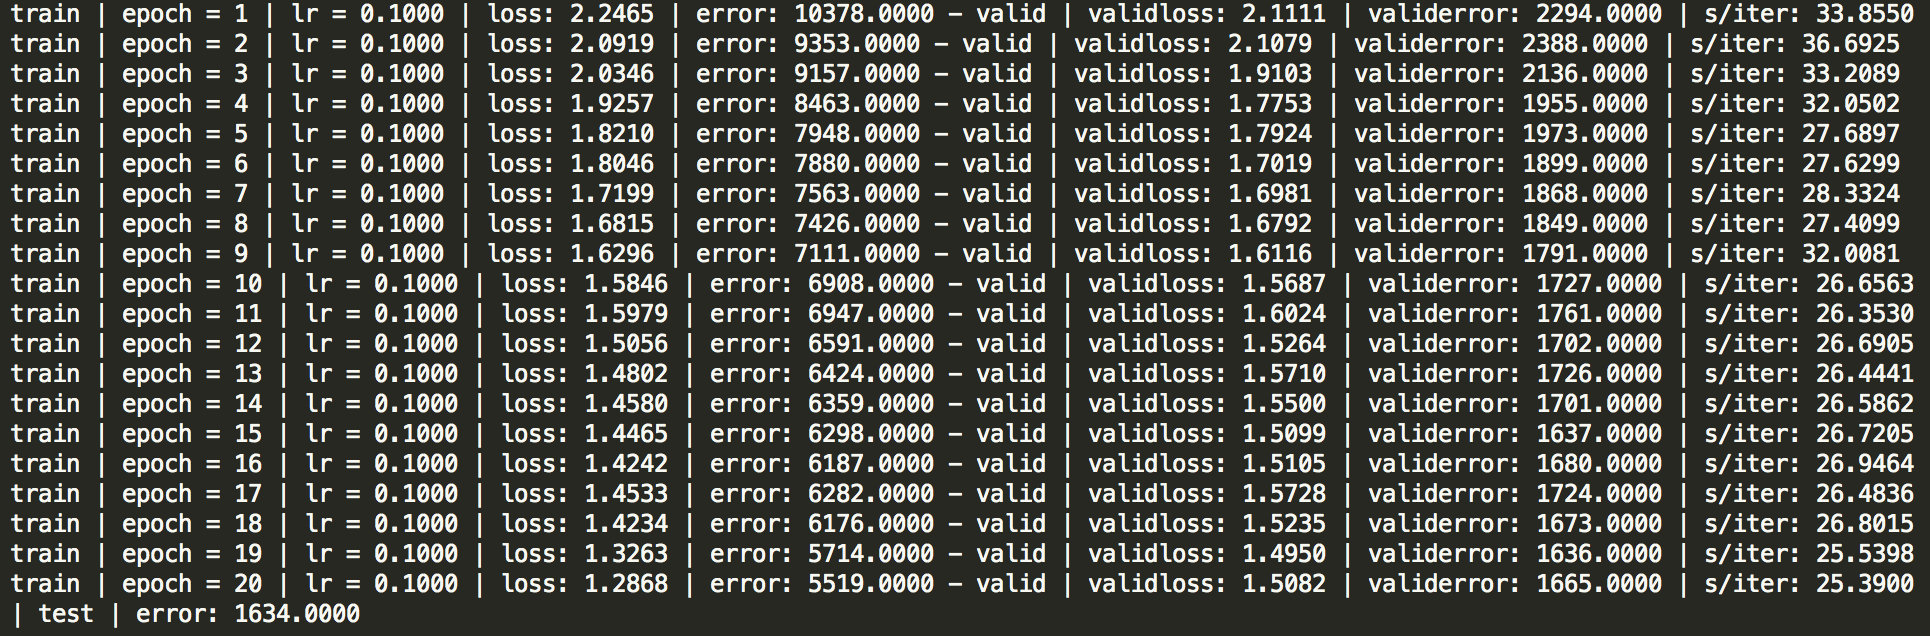 train | epoch = 1 | lr = 0.1000 | loss: 2.2465 | error: 10378.0000 - valid | validloss: 2.1111 | validerror: 2294.0000 | s/iter: 33.8550
train | epoch = 2 | lr = 0.1000 | loss: 2.0919 | error: 9353.0000 - valid | validloss: 2.1079 | validerror: 2388.0000 | s/iter: 36.6925
train | epoch = 3 | lr = 0.1000 | loss: 2.0346 | error: 9157.0000 - valid | validloss: 1.9103 | validerror: 2136.0000 | s/iter: 33.2089
train | epoch = 4 | lr = 0.1000 | loss: 1.9257 | error: 8463.0000 - valid | validloss: 1.7753 | validerror: 1955.0000 | s/iter: 32.0502
train | epoch = 5 | lr = 0.1000 | loss: 1.8210 | error: 7948.0000 - valid | validloss: 1.7924 | validerror: 1973.0000 | s/iter: 27.6897
train | epoch = 6 | lr = 0.1000 | loss: 1.8046 | error: 7880.0000 - valid | validloss: 1.7019 | validerror: 1899.0000 | s/iter: 27.6299
train | epoch = 7 | lr = 0.1000 | loss: 1.7199 | error: 7563.0000 - valid | validloss: 1.6981 | validerror: 1868.0000 | s/iter: 28.3324
train | epoch = 8 | lr = 0.1000 | loss: 1.6815 | error: 7426.0000 - valid | validloss: 1.6792 | validerror: 1849.0000 | s/iter: 27.4099
train | epoch = 9 | lr = 0.1000 | loss: 1.6296 | error: 7111.0000 - valid | validloss: 1.6116 | validerror: 1791.0000 | s/iter: 32.0081
train | epoch = 10 | lr = 0.1000 | loss: 1.5846 | error: 6908.0000 - valid | validloss: 1.5687 | validerror: 1727.0000 | s/iter: 26.6563
train | epoch = 11 | lr = 0.1000 | loss: 1.5979 | error: 6947.0000 - valid | validloss: 1.6024 | validerror: 1761.0000 | s/iter: 26.3530
train | epoch = 12 | lr = 0.1000 | loss: 1.5056 | error: 6591.0000 - valid | validloss: 1.5264 | validerror: 1702.0000 | s/iter: 26.6905
train | epoch = 13 | lr = 0.1000 | loss: 1.4802 | error: 6424.0000 - valid | validloss: 1.5710 | validerror: 1726.0000 | s/iter: 26.4441
train | epoch = 14 | lr = 0.1000 | loss: 1.4580 | error: 6359.0000 - valid | validloss: 1.5500 | validerror: 1701.0000 | s/iter: 26.5862
train | epoch = 15 | lr = 0.1000 | loss: 1.4465 | error: 6298.0000 - valid | validloss: 1.5099 | validerror: 1637.0000 | s/iter: 26.7205
train | epoch = 16 | lr = 0.1000 | loss: 1.4242 | error: 6187.0000 - valid | validloss: 1.5105 | validerror: 1680.0000 | s/iter: 26.9464
train | epoch = 17 | lr = 0.1000 | loss: 1.4533 | error: 6282.0000 - valid | validloss: 1.5728 | validerror: 1724.0000 | s/iter: 26.4836
train | epoch = 18 | lr = 0.1000 | loss: 1.4234 | error: 6176.0000 - valid | validloss: 1.5235 | validerror: 1673.0000 | s/iter: 26.8015
train | epoch = 19 | lr = 0.1000 | loss: 1.3263 | error: 5714.0000 - valid | validloss: 1.4950 | validerror: 1636.0000 | s/iter: 25.5398
train | epoch = 20 | lr = 0.1000 | loss: 1.2868 | error: 5519.0000 - valid | validloss: 1.5082 | validerror: 1665.0000 | s/iter: 25.3900
| test | error: 1634.0000